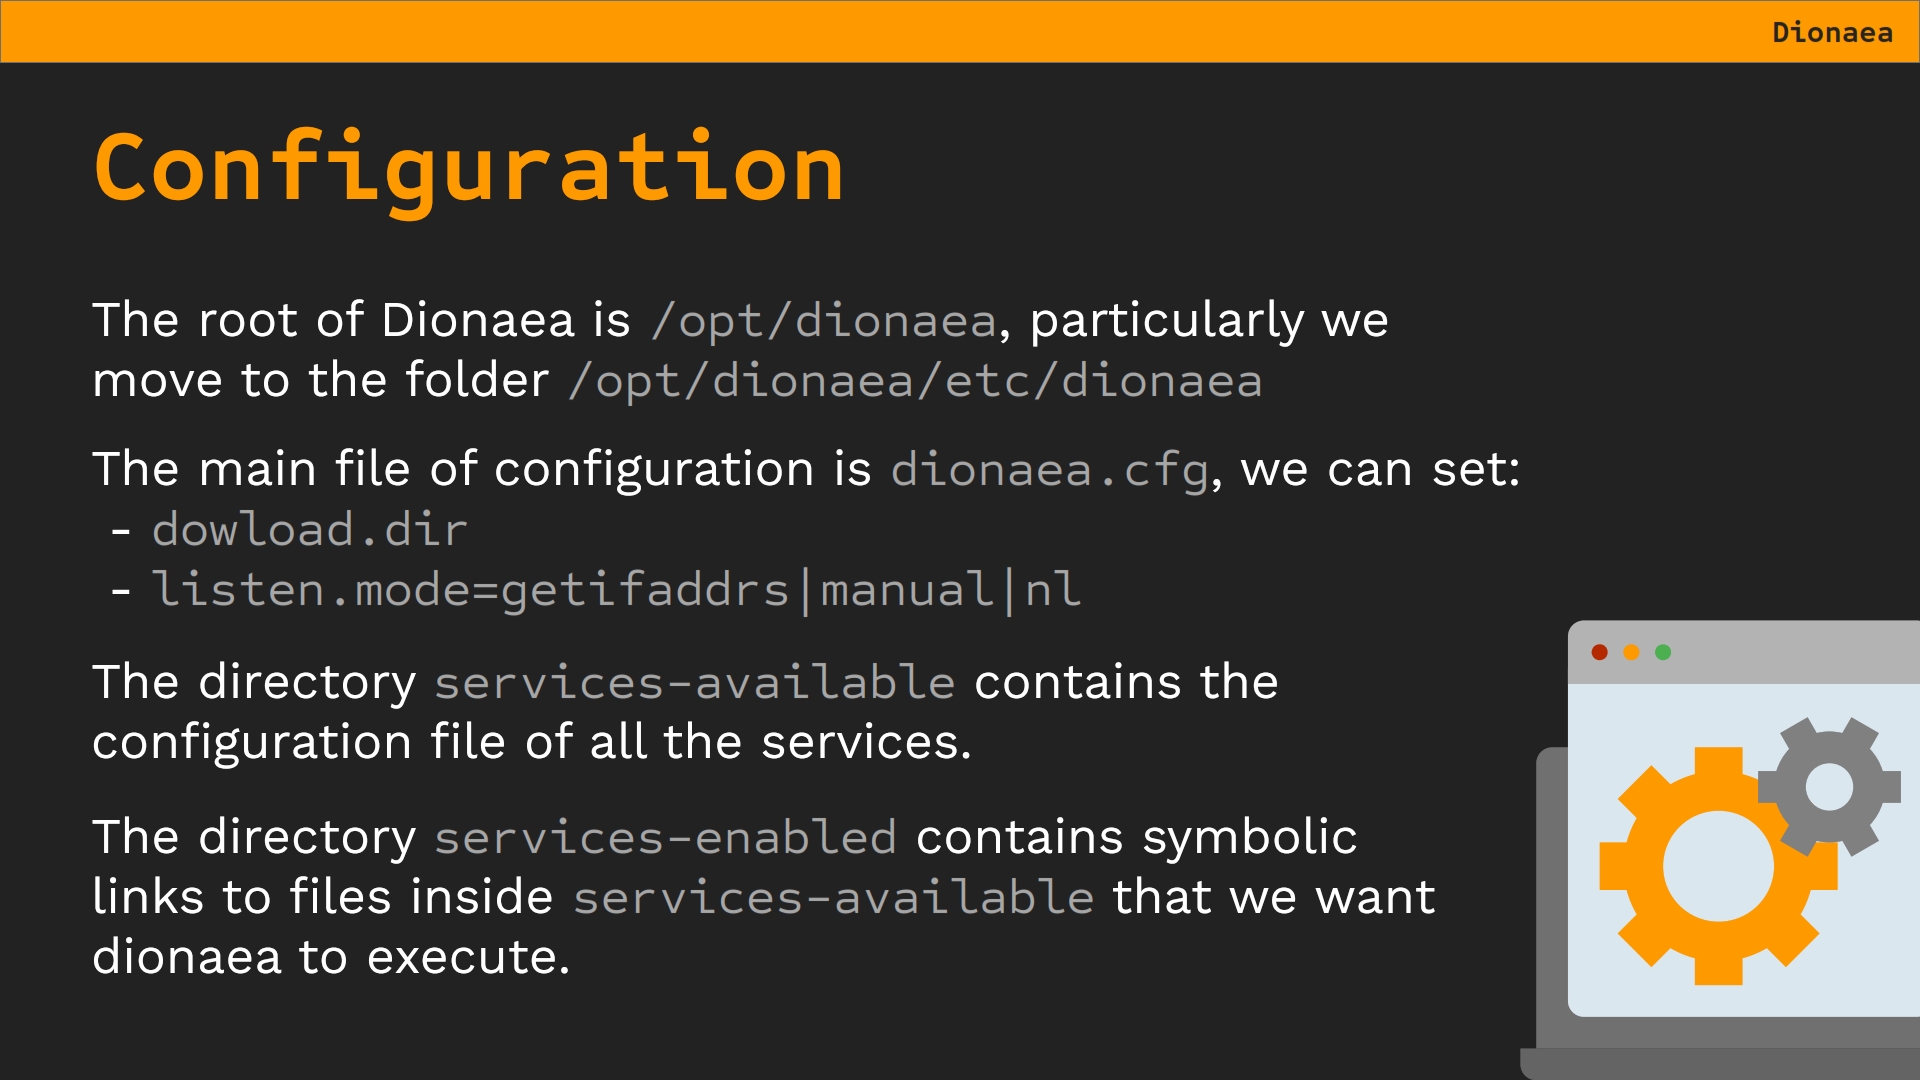 Dionaea
Configuration
The root of Dionaea is /opt/dionaea, particularly we
move to the folder /opt/dionaea/etc/dionaea
The main file of configuration is dionaea.cfg, we can set:
- dowload.dir
- listen.mode=getifaddrs|manual|nl
The directory services-available contains the
configuration file of all the services.
The directory services-enabled contains symbolic
links to files inside services-available that we want
dionaea to execute.